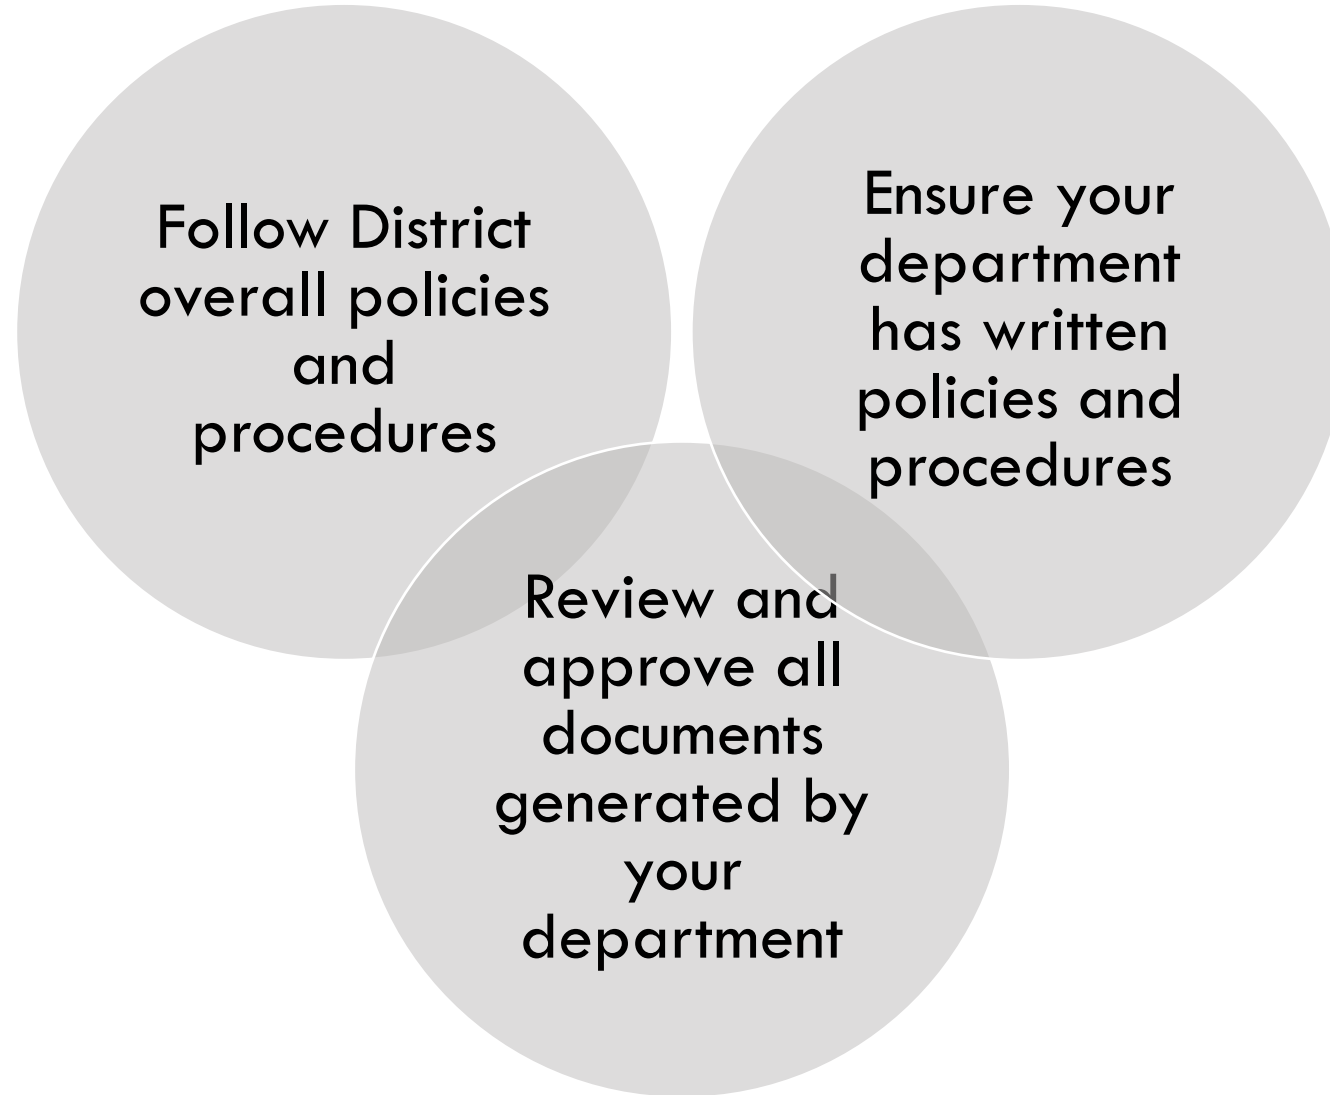 Follow District
overall policies
and
procedures
Ensure your
department
has written
policies and
procedures
Review and
approve all
documents
generated by
your
department